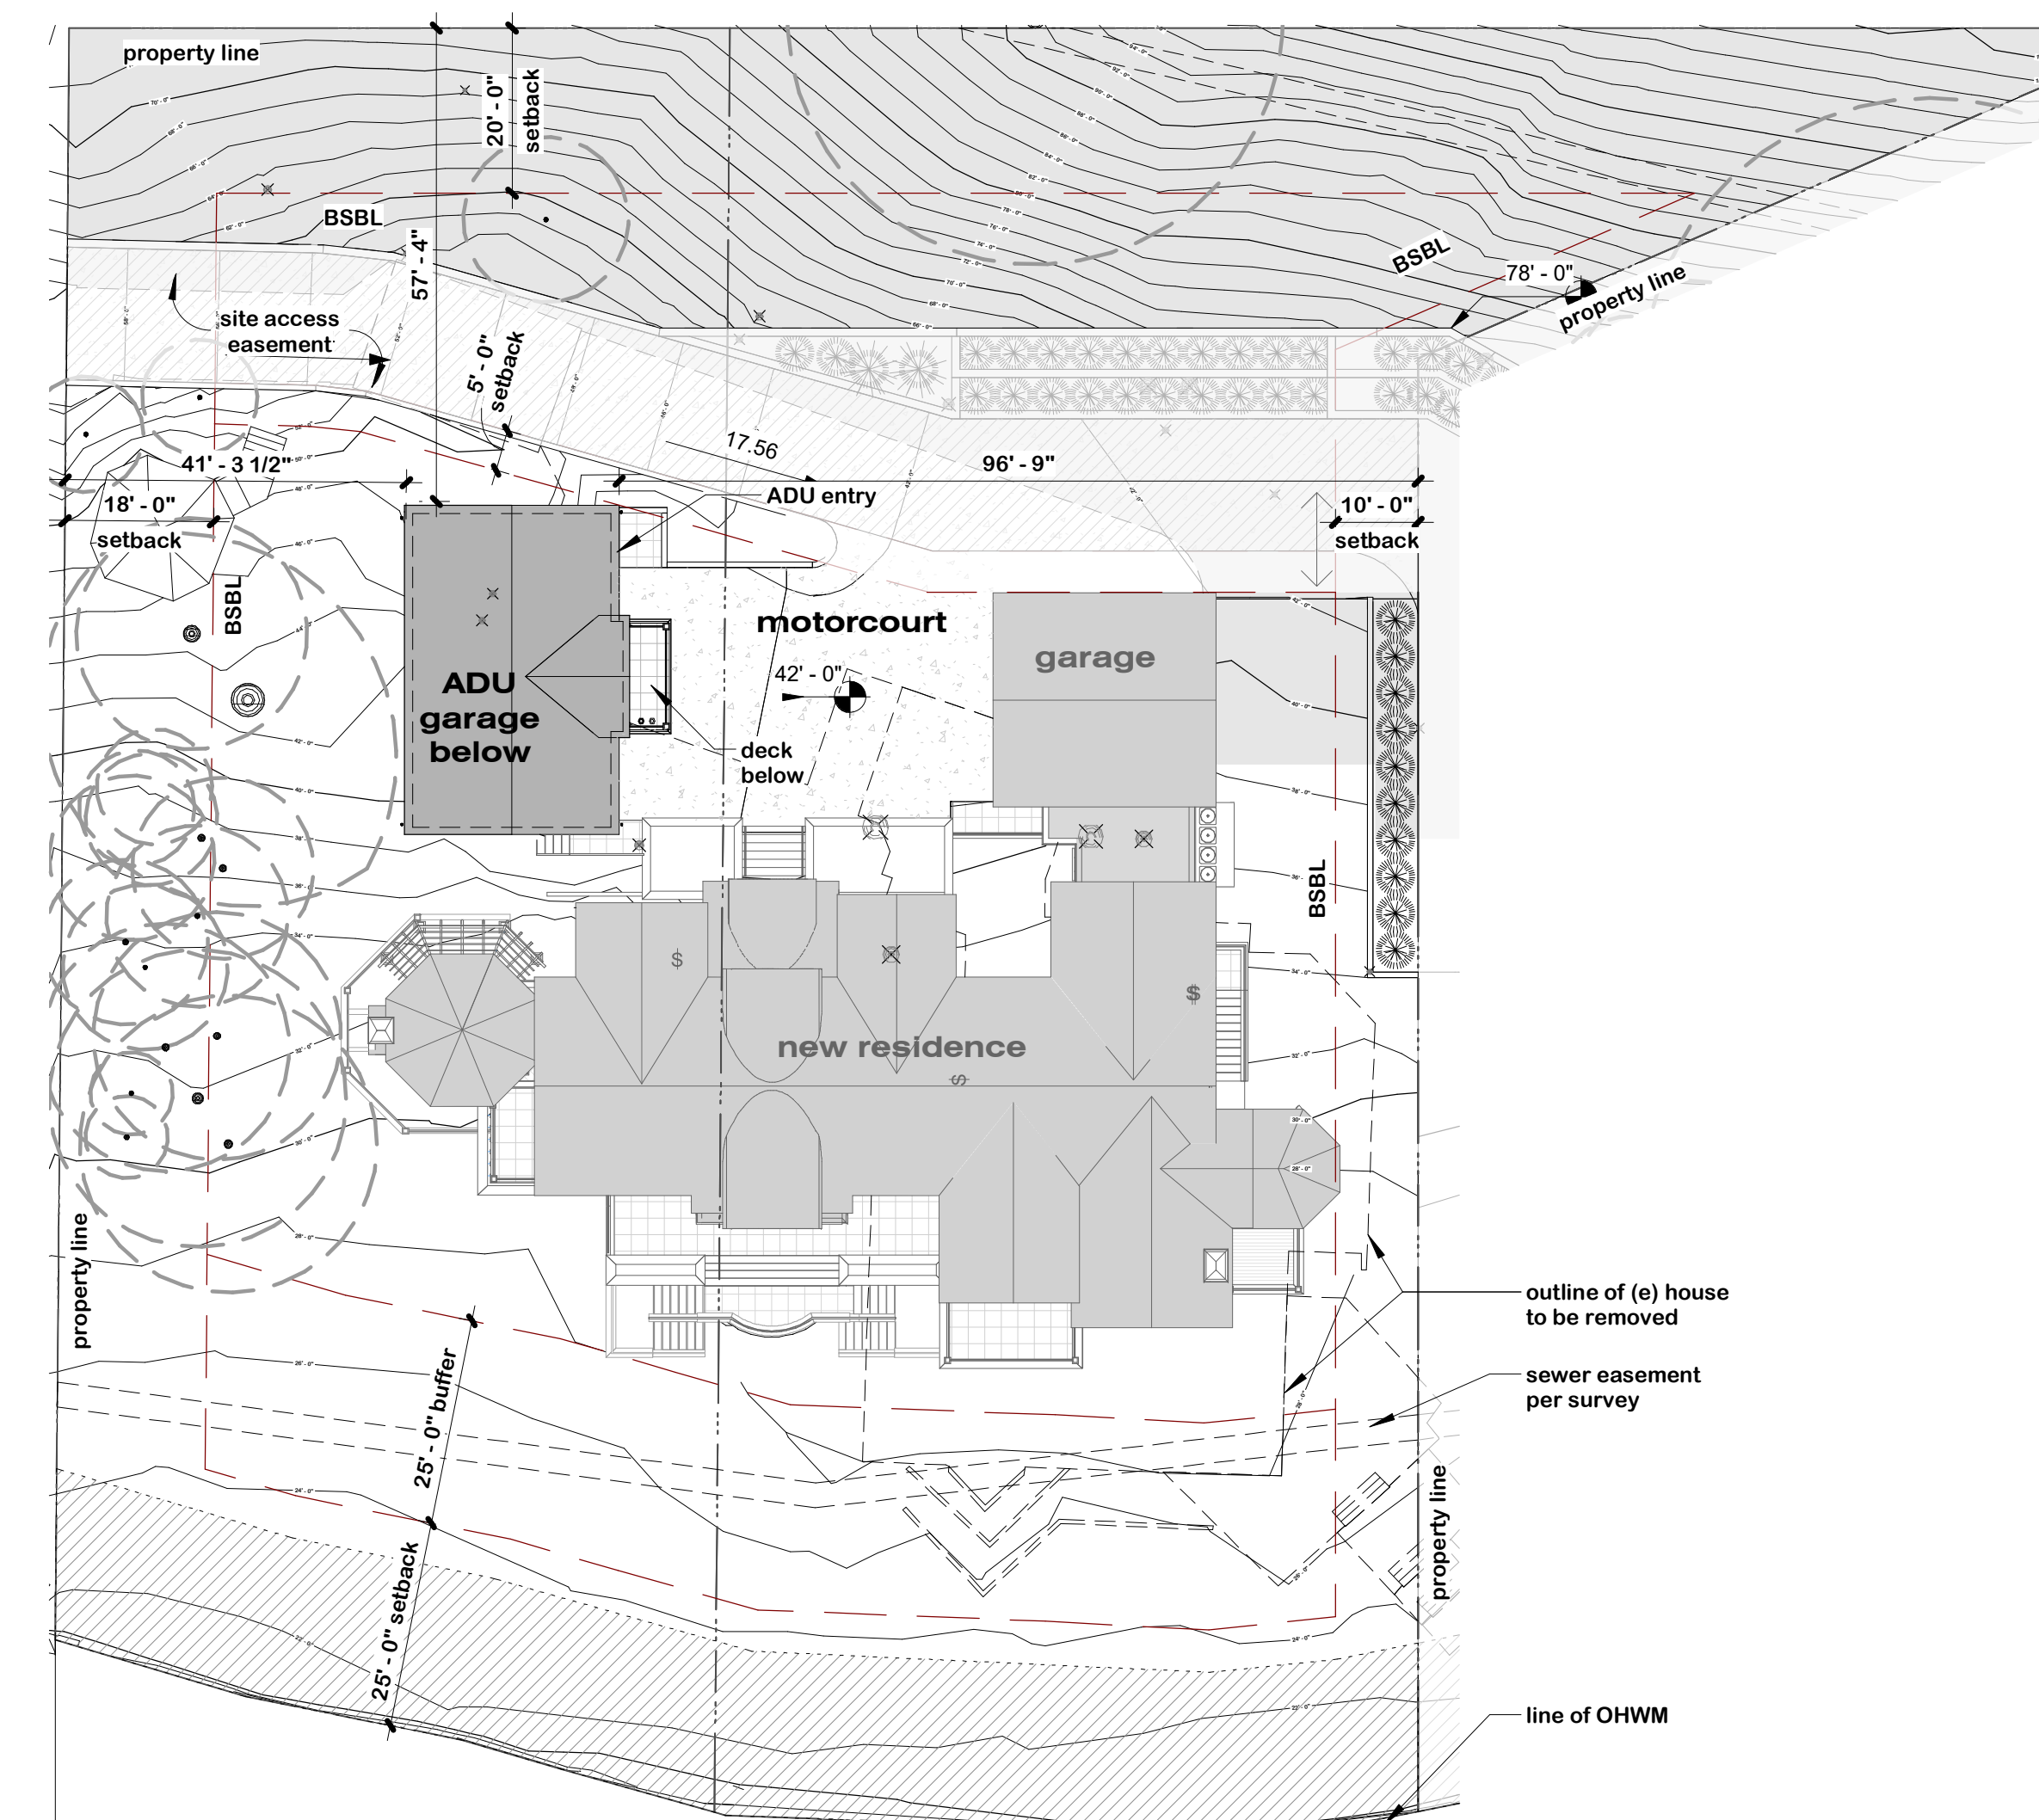 property line
20' - 0"
setback
BSBL
57' - 4"
BSBL
78' - 0"
property line
site access
easement
5' - 0"
setback
17.56
41' - 3 1/2"
96' - 9"
18' - 0"
setback
ADU entry
10' - 0"
setback
BSBL
motorcourt
garage
42' - 0"
ADU
garage
below
deck
below
BSBL
new residence
property line
outline of (e) house
to be removed
25' - 0" buffer
sewer easement
per survey
property line
25' - 0" setback
line of OHWM